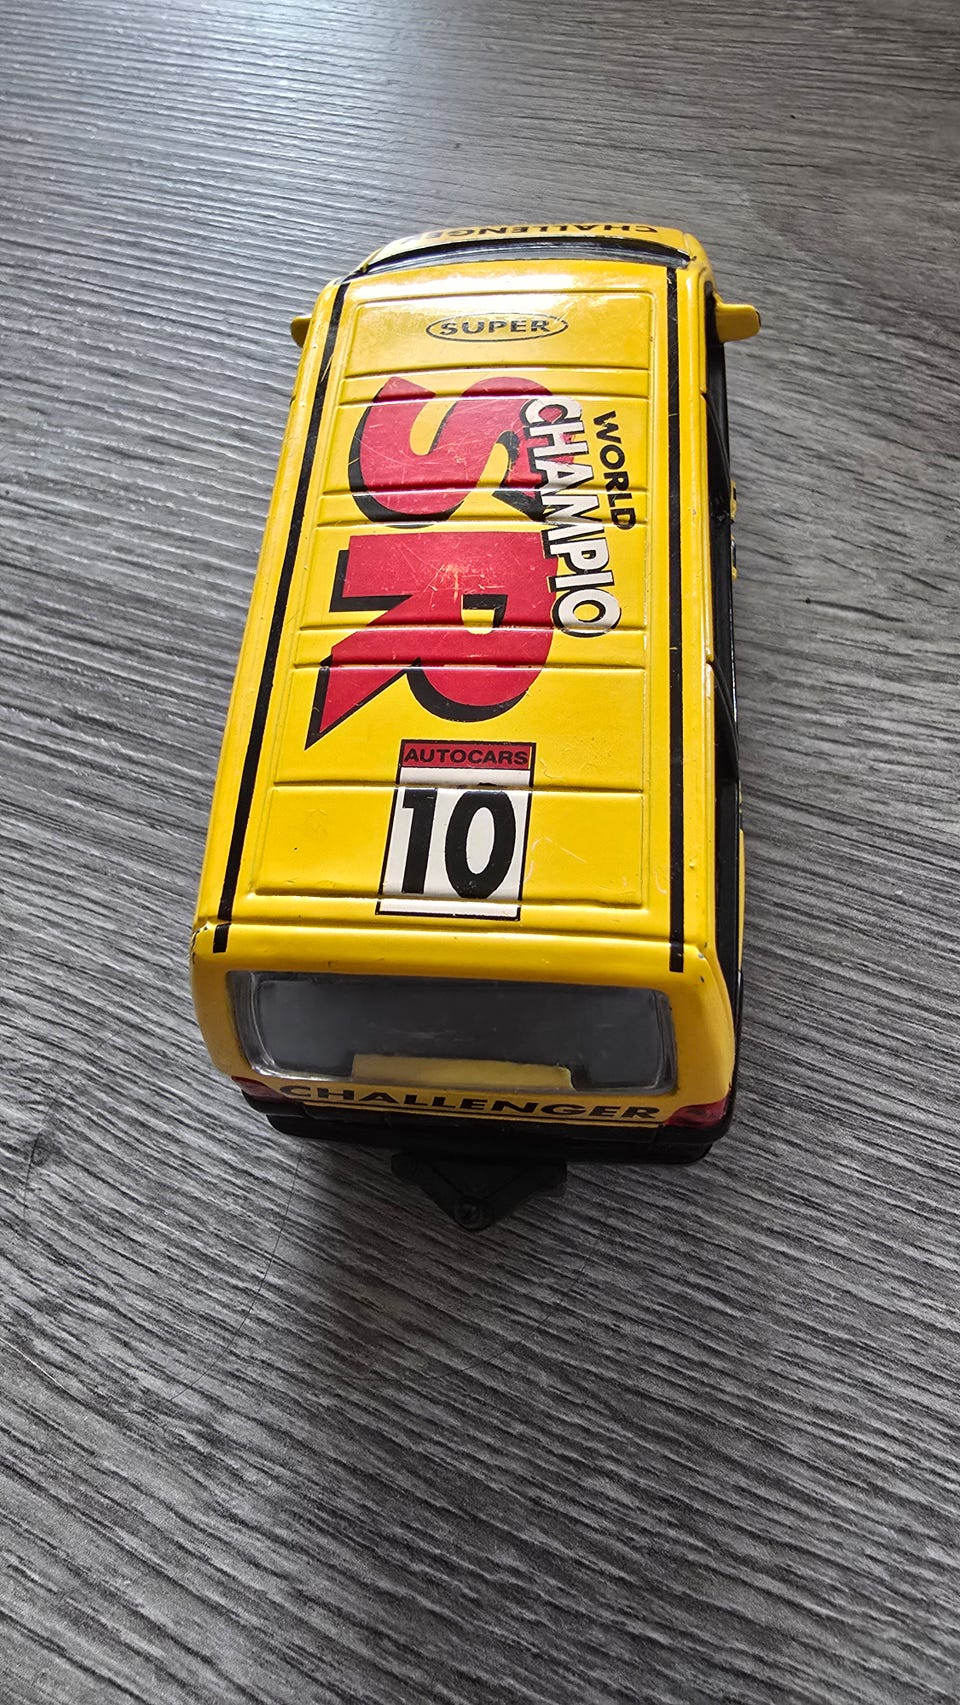 CHALLENGER
SUPER
SR
WORLD
CHAMPIO
AUTOCARS
10
CHALLENGER